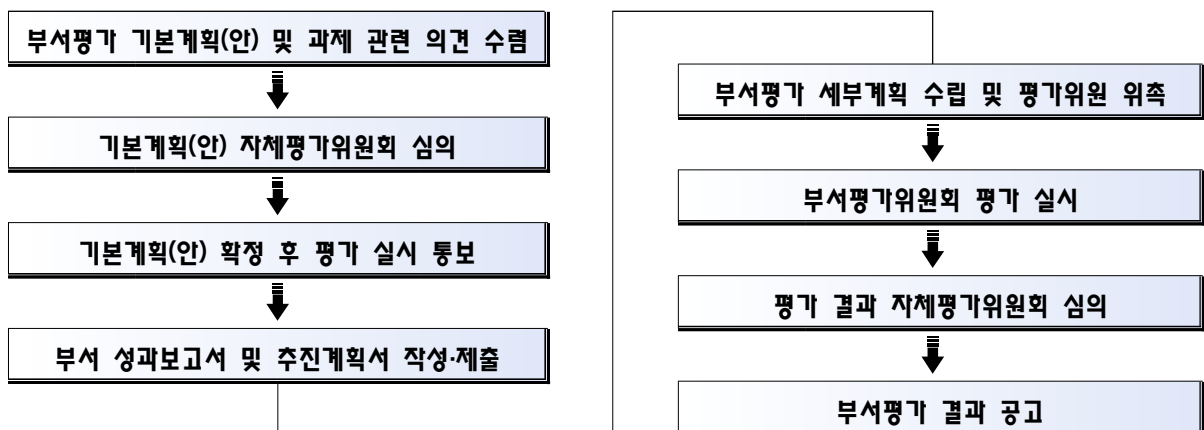 부서평가 기본계획(안) 및 과제 관련 의견 수렴
기본계획(안) 자체평가위원회 심의
기본계획(안) 확정 후 평가 실시 통보
부서 성과보고서 및 추진계획서 작성·제출
부서평가 세부계획 수립 및 평가위원 위촉
부서평가위원회 평가 실시
평가 결과 자체평가위원회 심의
부서평가 결과 공고